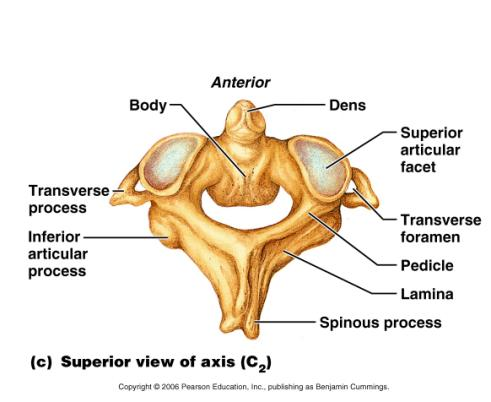 Anterior
Body
Dens
Superior
articular
facet
Transverse
process
Transverse
foramen
Inferior
articular
process
Pedicle
Lamina
Spinous process
(c) Superior view of axis (C₂)
Copyright © 2006 Pearson Education, Inc., publishing as Benjamin Cummings.